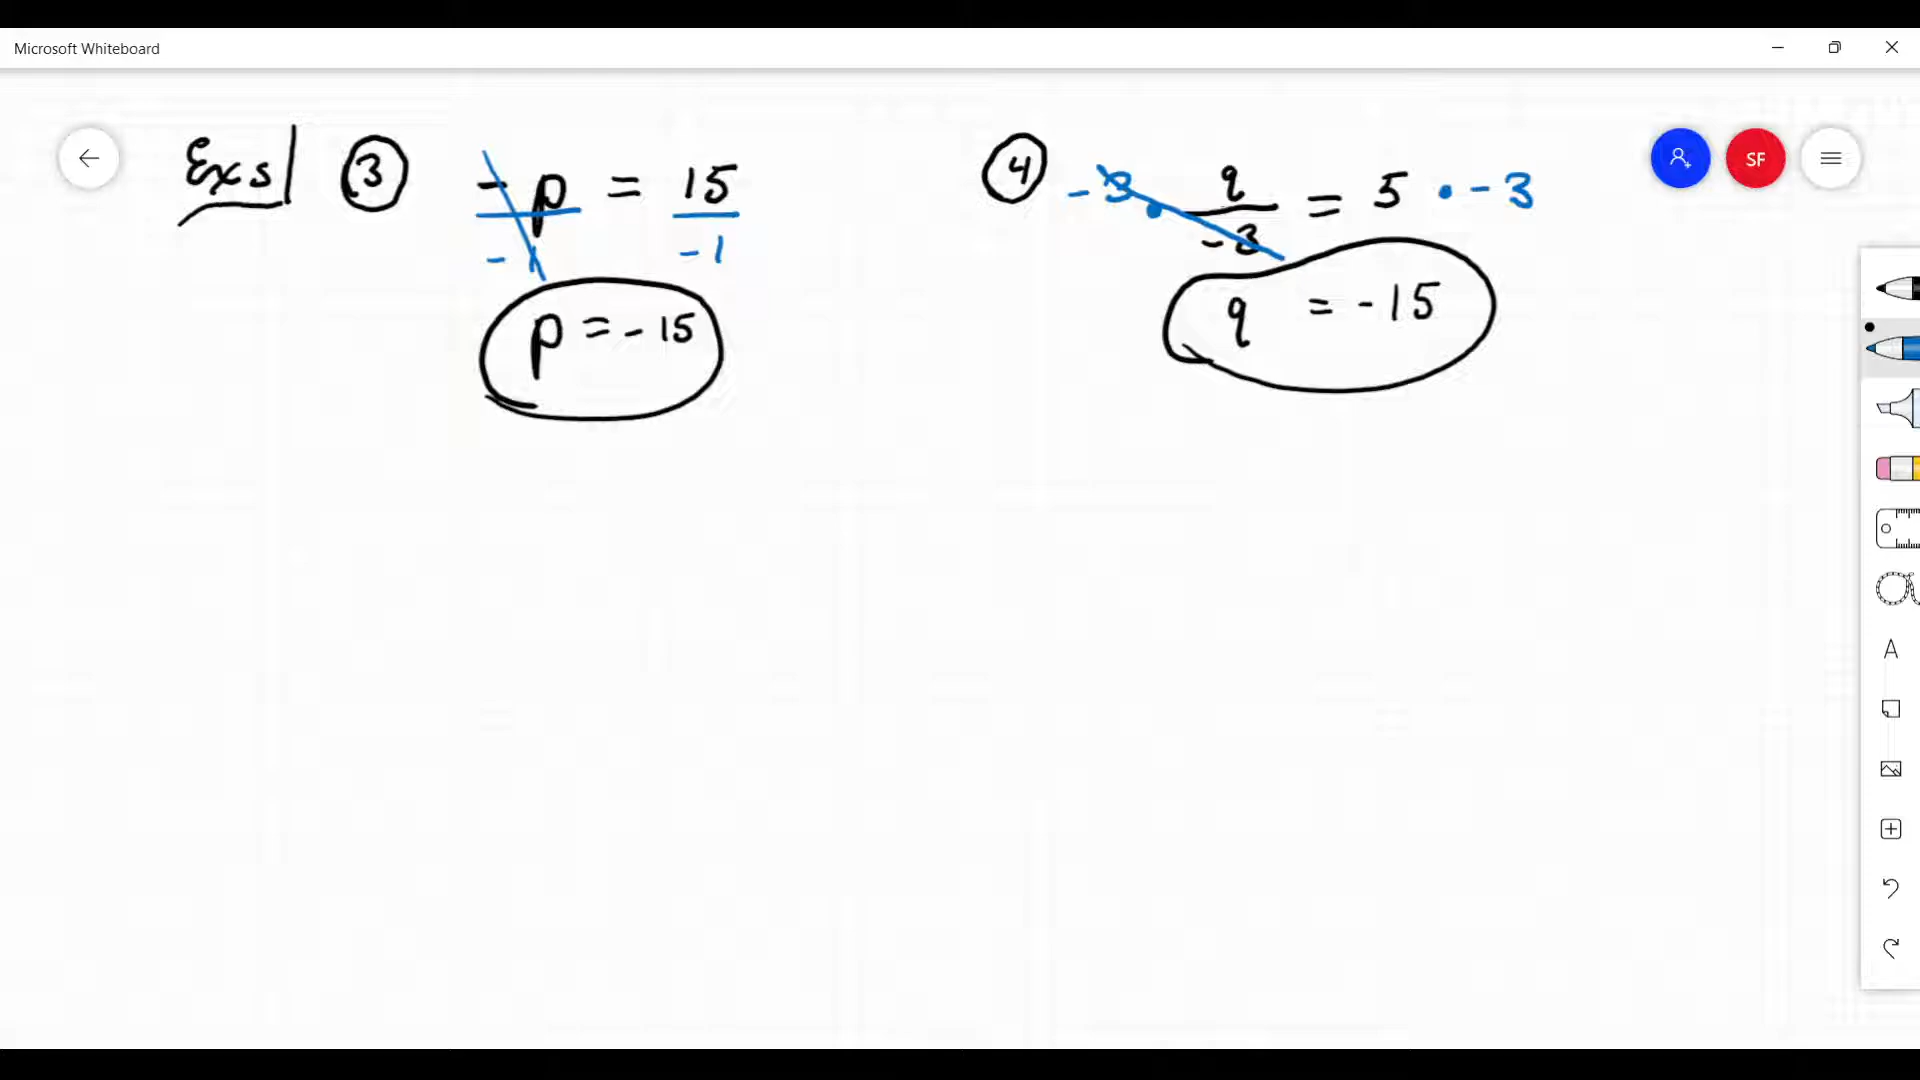 Microsoft Whiteboard
Exs ③ -p = 15
-1 -1
p = -15
④ -3 • q/-3 = 5 • -3
q = -15
SF
A